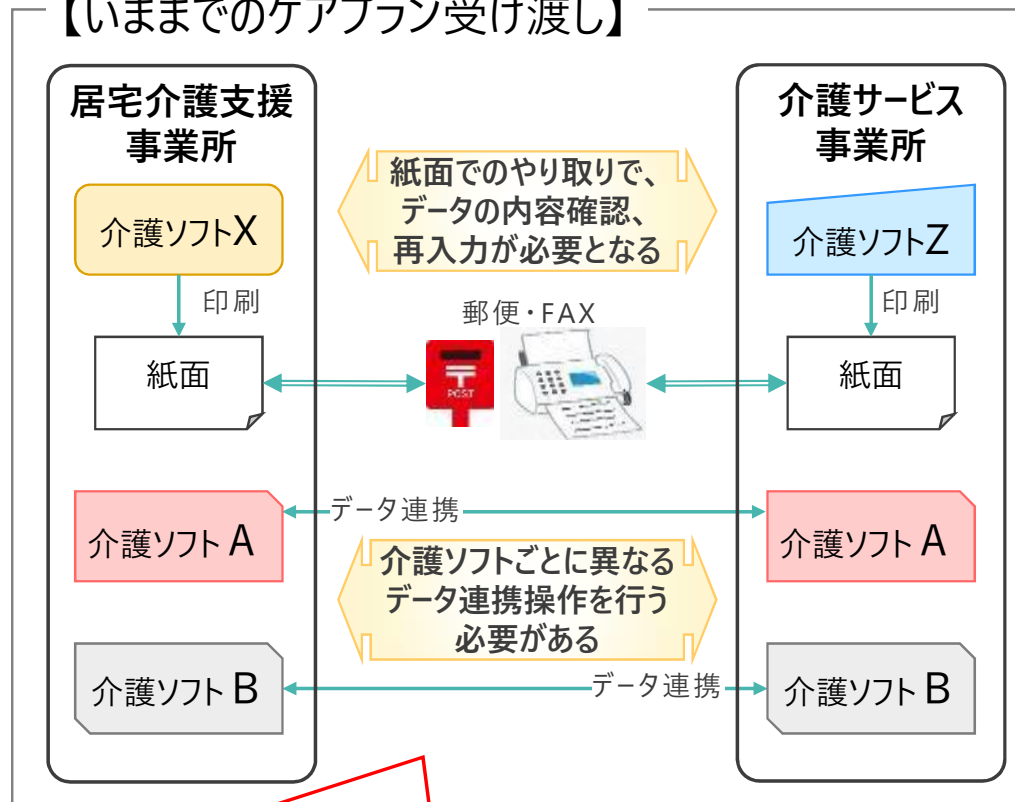 【いままでのケアプラン受け渡し】
居宅介護支援
事業所
介護サービス
事業所
紙面でのやり取りで、
データの内容確認、
再入力が必要となる
介護ソフトX
介護ソフトZ
印刷
印刷
郵便・FAX
紙面
POST
紙面
データ連携
介護ソフト A
介護ソフト A
介護ソフトごとに異なる
データ連携操作を行う
必要がある
データ連携
介護ソフト B
介護ソフト B